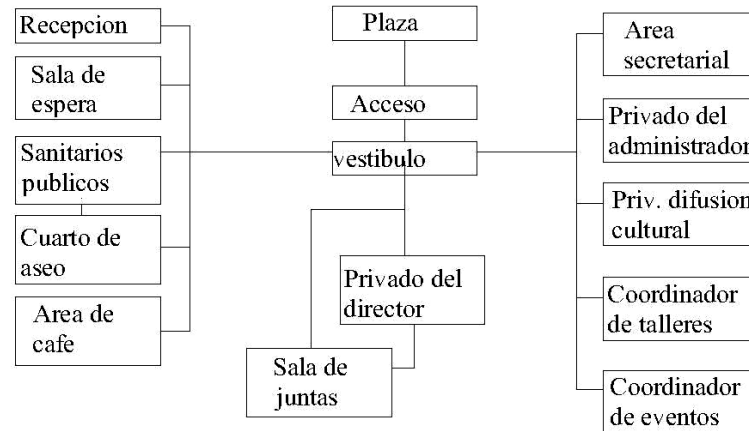 Recepcion
Sala de
espera
Sanitarios
publicos
Cuarto de
aseo
Area de
cafe
Plaza
Acceso
vestibulo
Privado del
director
Sala de
juntas
Area
secretarial
Privado del
administrador
Priv. difusion
cultural
Coordinador
de talleres
Coordinador
de eventos